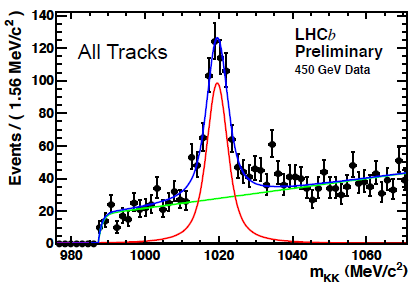 140
120
100
80
60
40
20
0
Events / ( 1.56 MeV/c² )
All Tracks
LHCb
Preliminary
450 GeV Data
980 1000 1020 1040 1060
mKK (MeV/c²)